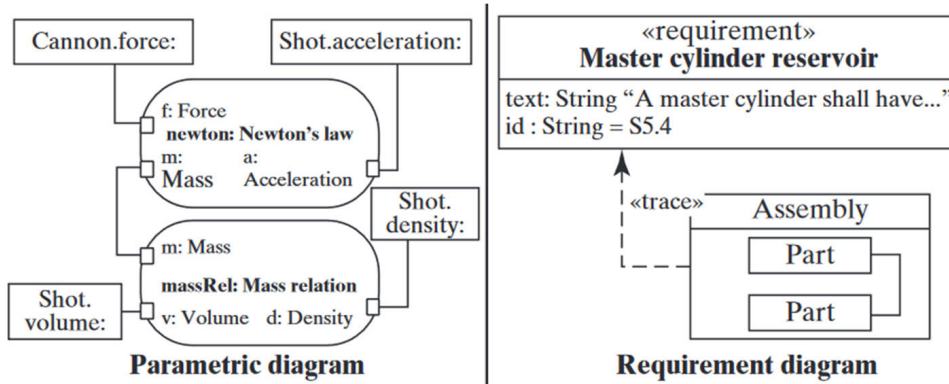 Cannon.force:
Shot.acceleration:
f: Force
newton: Newton's law
m: a:
Mass Acceleration
Shot.
density:
m: Mass
massRel: Mass relation
Shot.
volume:
v: Volume d: Density
Parametric diagram
«requirement»
Master cylinder reservoir
text: String “A master cylinder shall have...”
id : String = S5.4
«trace»
Assembly
Part
Part
Requirement diagram